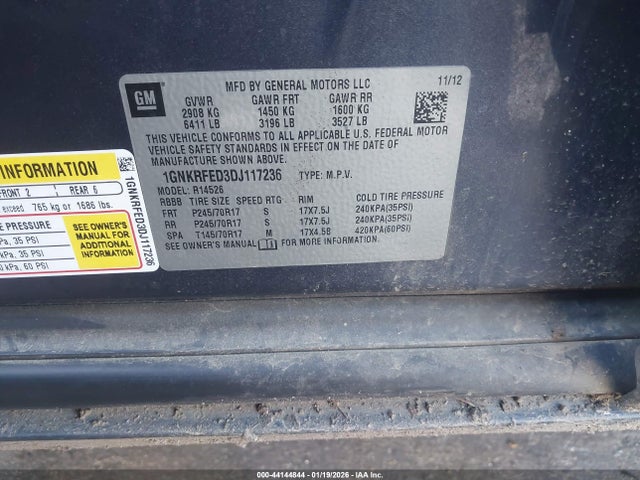 GM
MFD BY GENERAL MOTORS LLC 11/12
GVWR GAWR FRT GAWR RR
2908 KG 1450 KG 1600 KG
6411 LB 3196 LB 3527 LB
THIS VEHICLE CONFORMS TO ALL APPLICABLE U.S. FEDERAL MOTOR
VEHICLE SAFETY STANDARDS IN EFFECT ON THE DATE OF
MANUFACTURE SHOWN ABOVE.
1GNKRFED3DJ117236 TYPE: M.P.V.
MODEL: R14526
RBBB TIRE SIZE SPEED RTG RIM COLD TIRE PRESSURE
FRT P245/70R17 S 17X7.5J 240KPA(35PSI)
RR P245/70R17 S 17X7.5J 240KPA(35PSI)
SPA T145/70R17 M 17X4.5B 420KPA(60PSI)
SEE OWNER'S MANUAL FOR MORE INFORMATION.
INFORMATION
FRONT 2 REAR 5
exceed 765 kg or 1686 lbs.
PRESSURE
kPa, 35 PSI
kPa, 35 PSI
kPa, 60 PSI
SEE OWNER'S
MANUAL FOR
ADDITIONAL
INFORMATION
1GNKRFED3DJ117236
000-44144844 - 01/19/2026 - IAA, Inc.